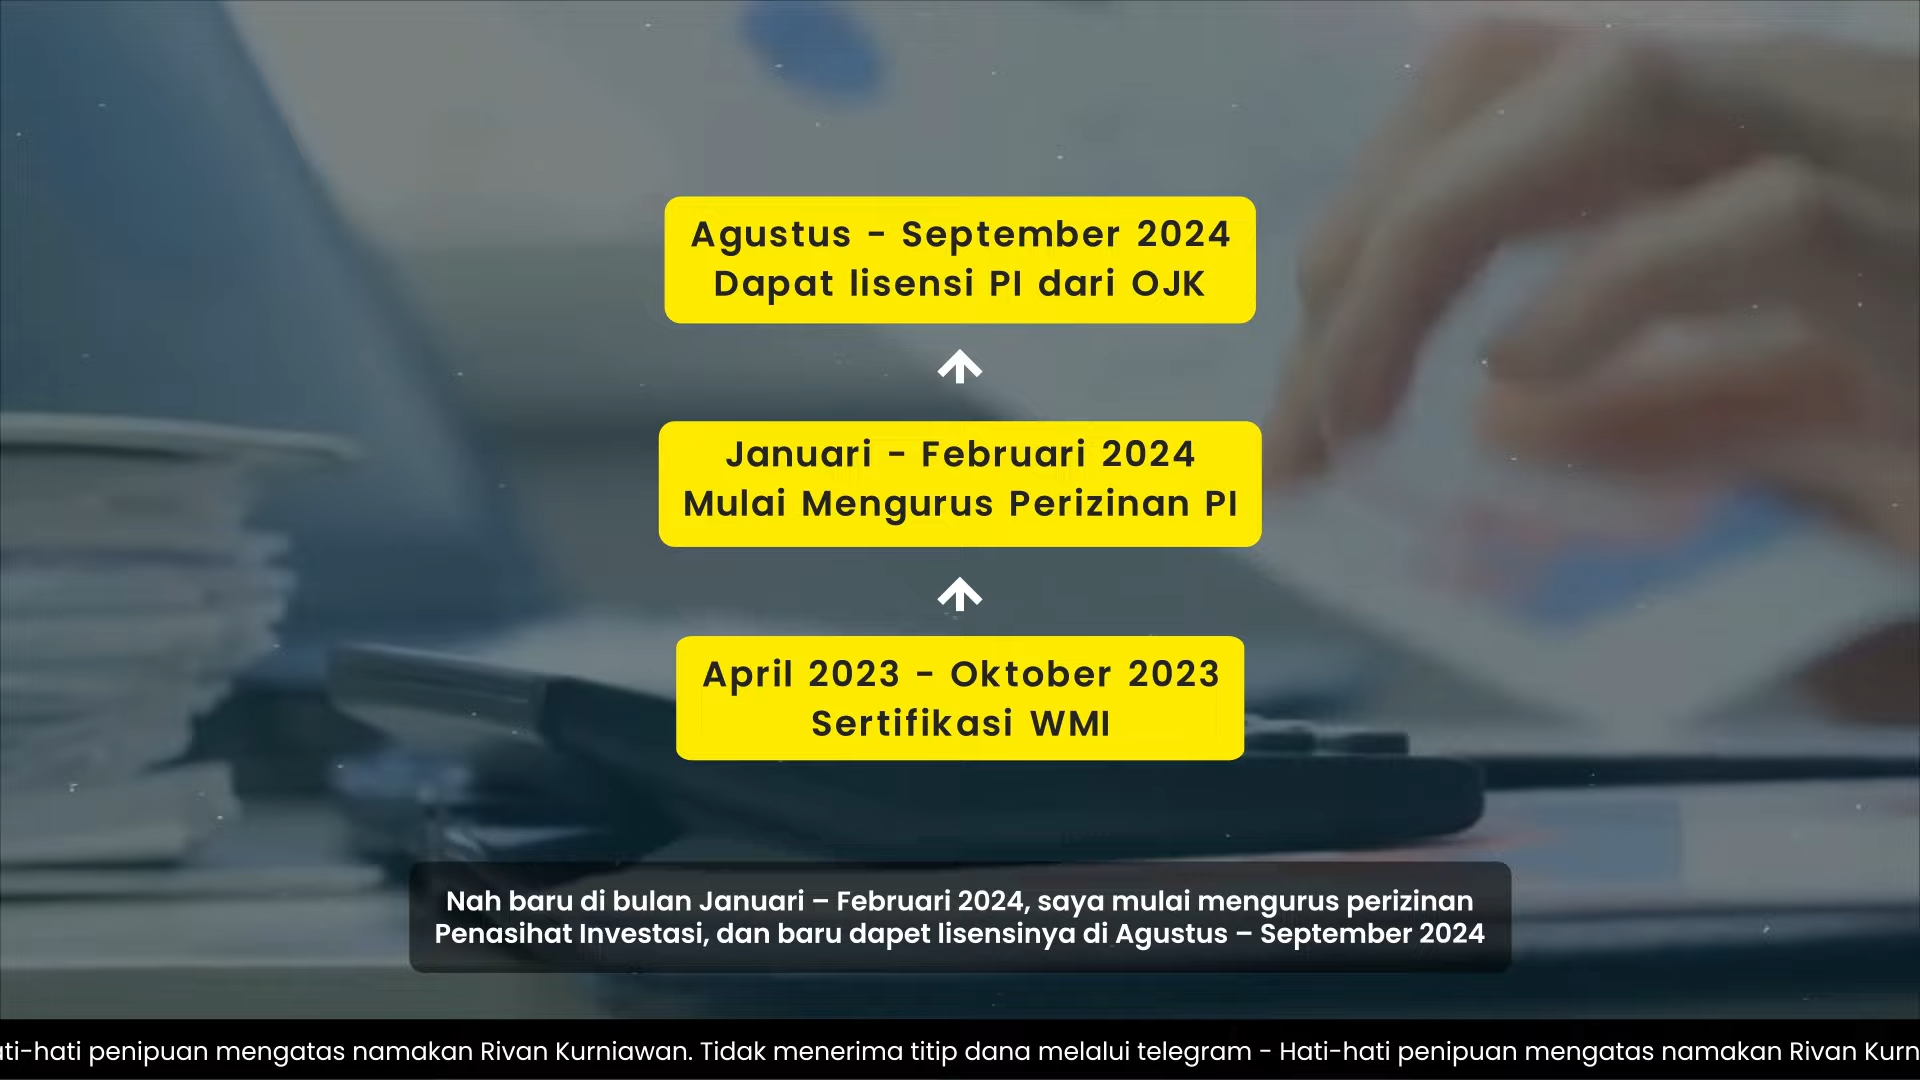 Agustus - September 2024
Dapat lisensi PI dari OJK
Januari - Februari 2024
Mulai Mengurus Perizinan PI
April 2023 - Oktober 2023
Sertifikasi WMI
Nah baru di bulan Januari – Februari 2024, saya mulai mengurus perizinan
Penasihat Investasi, dan baru dapet lisensinya di Agustus – September 2024
ti-hati penipuan mengatas namakan Rivan Kurniawan. Tidak menerima titip dana melalui telegram - Hati-hati penipuan mengatas namakan Rivan Kurn